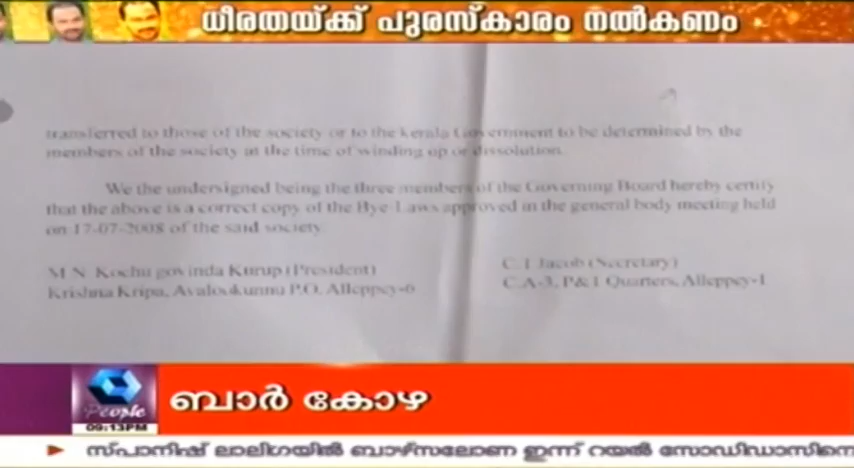 ധീരതയ്ക്ക് പുരസ്കാരം നൽകണം
transferred to those of the society or to the kerala Government to be determined by the
members of the society at the time of winding up or dissolution.
We the undersigned being the three members of the Governing Board hereby certify
that the above is a correct copy of the Bye-Laws approved in the general body meeting held
on 17-07-2008 of the said society
M.N. Kochu govinda Kurup (President)
Krishna Kripa, Avaloukunnu P.O. Alleppey-6
C.T Jacob (Secretary)
C.A-3, P&T Quarters, Alleppey-1
People
09:13PM
ബാർ കോഴ
സ്പാനിഷ് ലാലിഗയിൽ ബാഴ്സലോണ ഇന്ന് റയൽ സോഡിഡാസിനെ